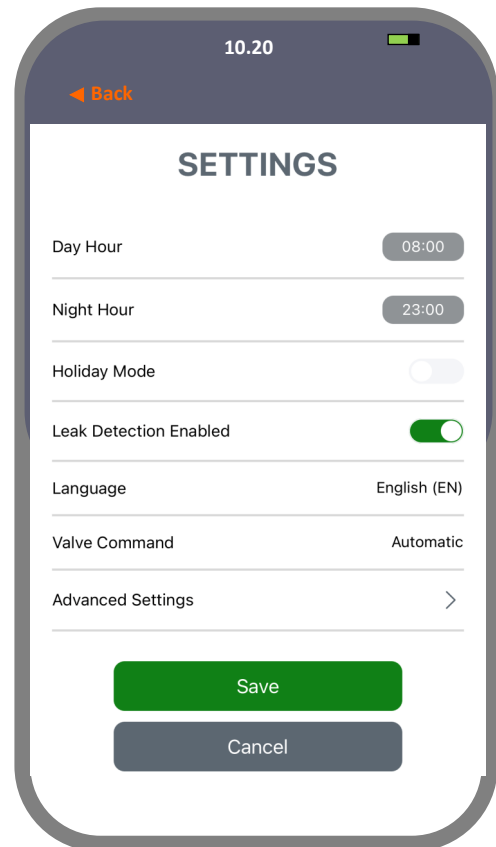 10.20
◀ Back
SETTINGS
Day Hour 08:00
Night Hour 23:00
Holiday Mode
Leak Detection Enabled
Language English (EN)
Valve Command Automatic
Advanced Settings >
Save
Cancel